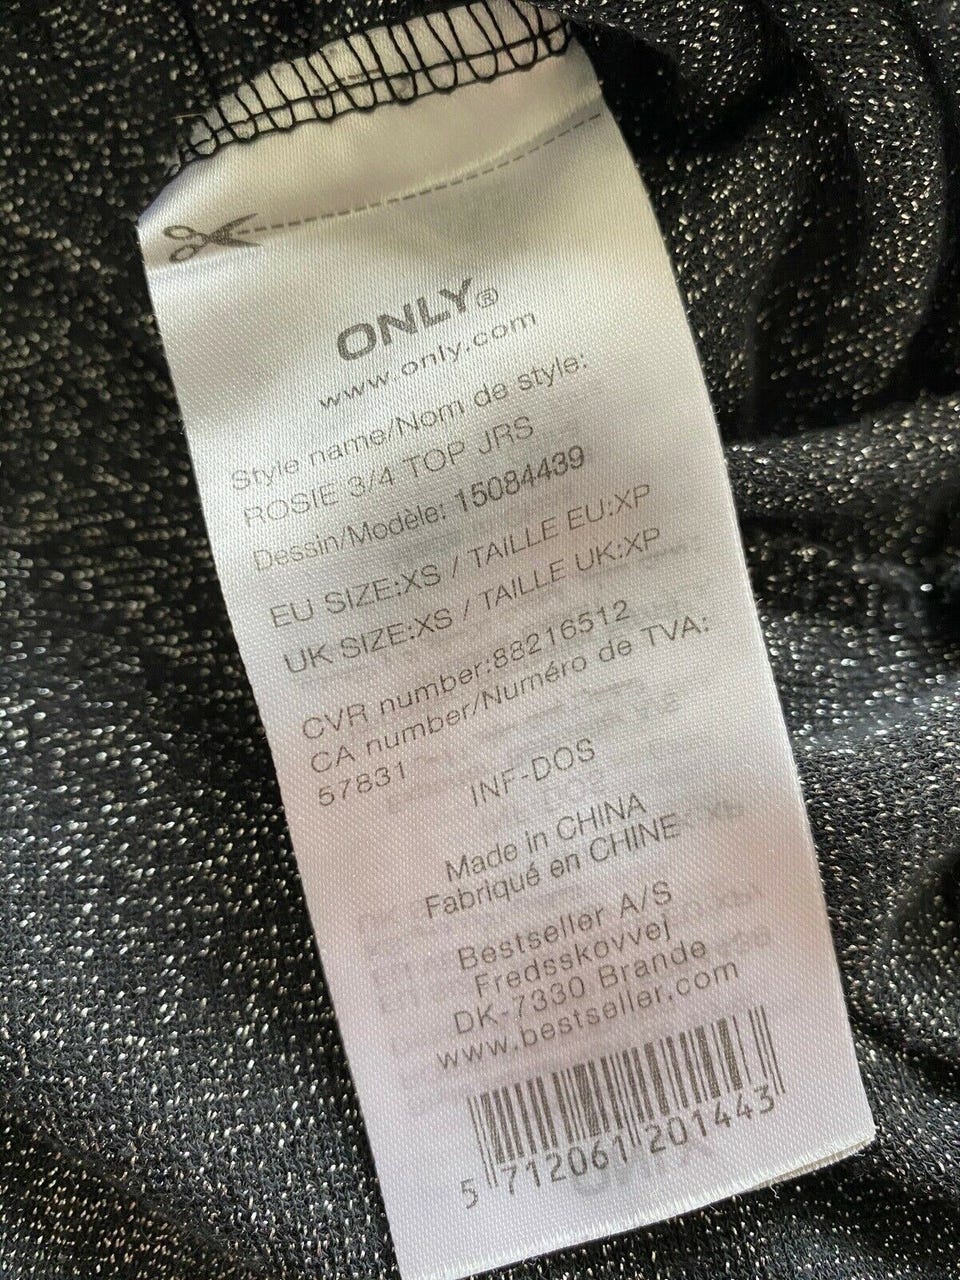 ONLY®
www.only.com
Style name/Nom de style:
ROSIE 3/4 TOP JRS
Dessin/Modèle: 15084439
EU SIZE:XS / TAILLE EU:XP
UK SIZE:XS / TAILLE UK:XP
CVR number:88216512
CA number/Numéro de TVA:
57831
INF-DOS
Made in CHINA
Fabriqué en CHINE
Bestseller A/S
Fredsskovvej
DK-7330 Brande
www.bestseller.com
5 712061 201443